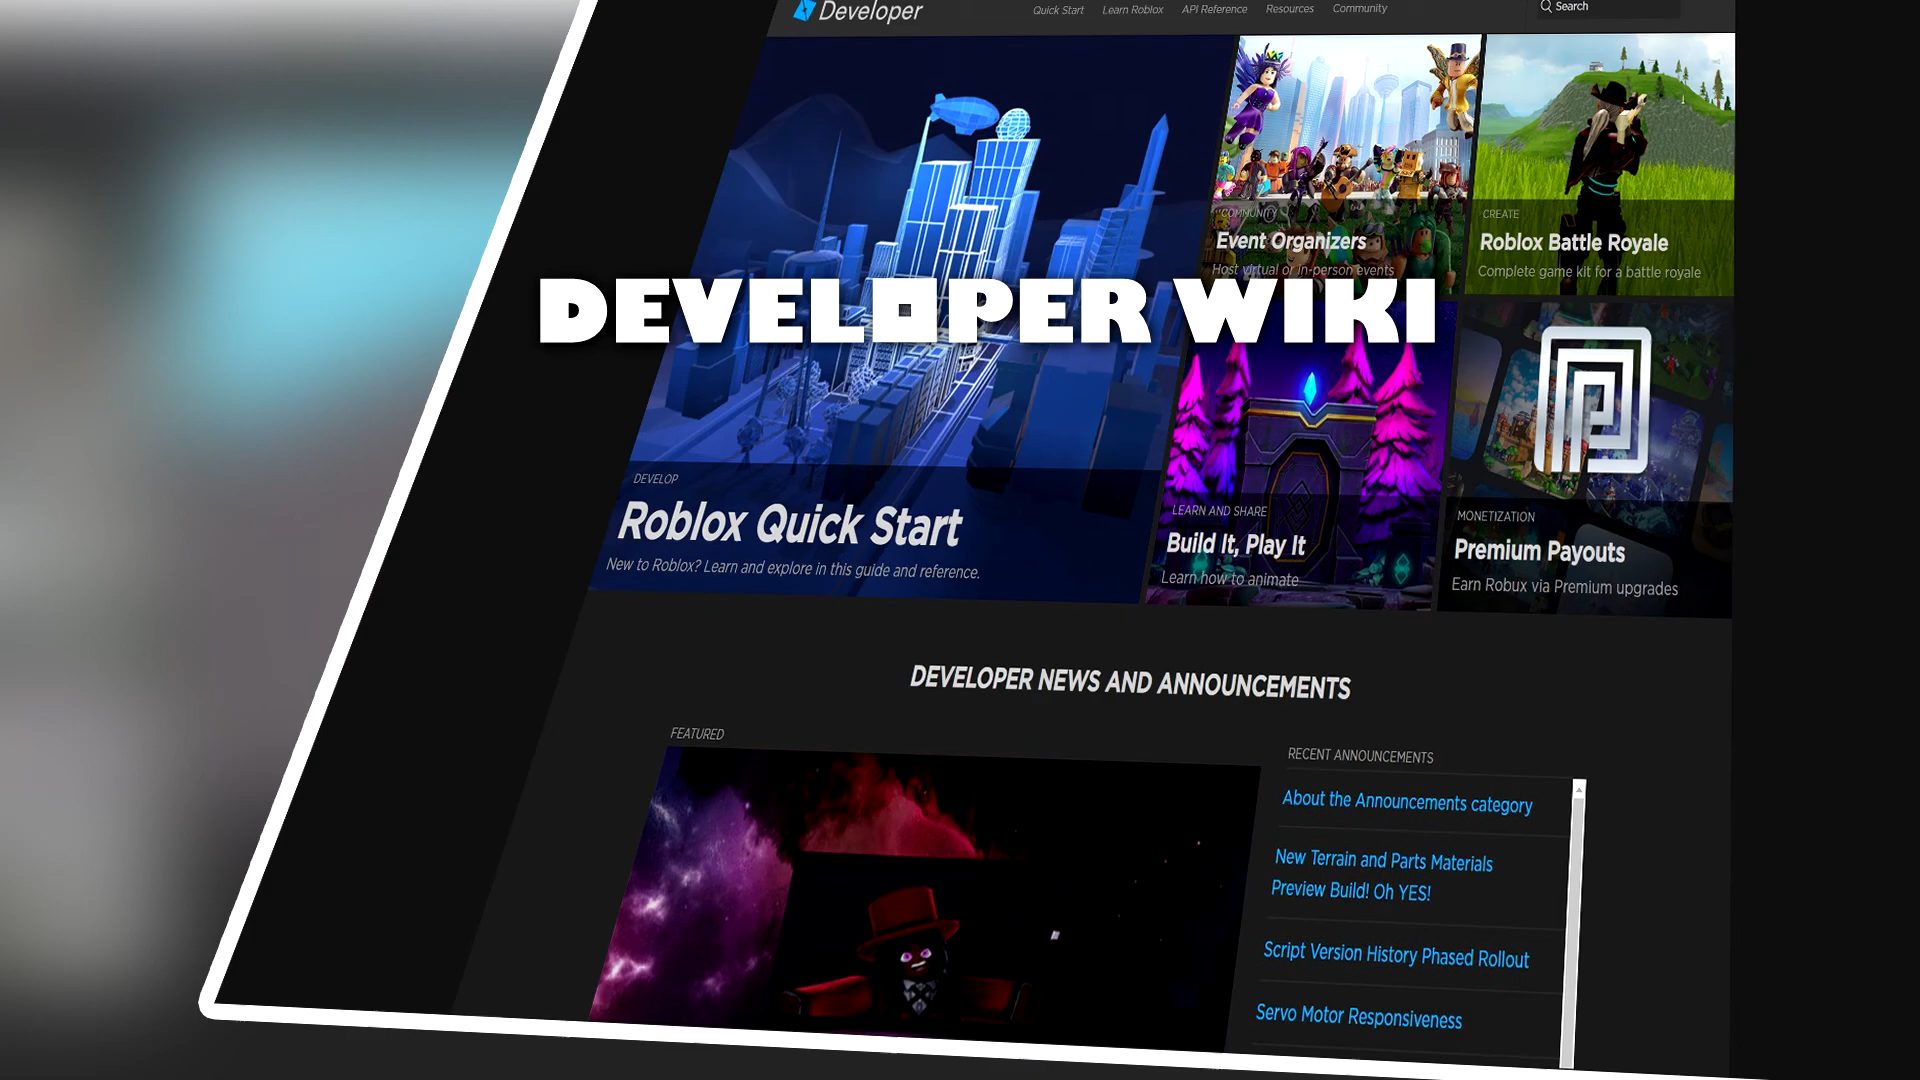 Developer
Quick Start
Learn Roblox
API Reference
Resources
Community
Search
COMMUNITY
Event Organizers
Host virtual or in-person events
CREATE
Roblox Battle Royale
Complete game kit for a battle royale
DEVELOPER WIKI
DEVELOP
Roblox Quick Start
New to Roblox? Learn and explore in this guide and reference.
LEARN AND SHARE
Build It, Play It
Learn how to animate
MONETIZATION
Premium Payouts
Earn Robux via Premium upgrades
DEVELOPER NEWS AND ANNOUNCEMENTS
FEATURED
RECENT ANNOUNCEMENTS
About the Announcements category
New Terrain and Parts Materials
Preview Build! Oh YES!
Script Version History Phased Rollout
Servo Motor Responsiveness